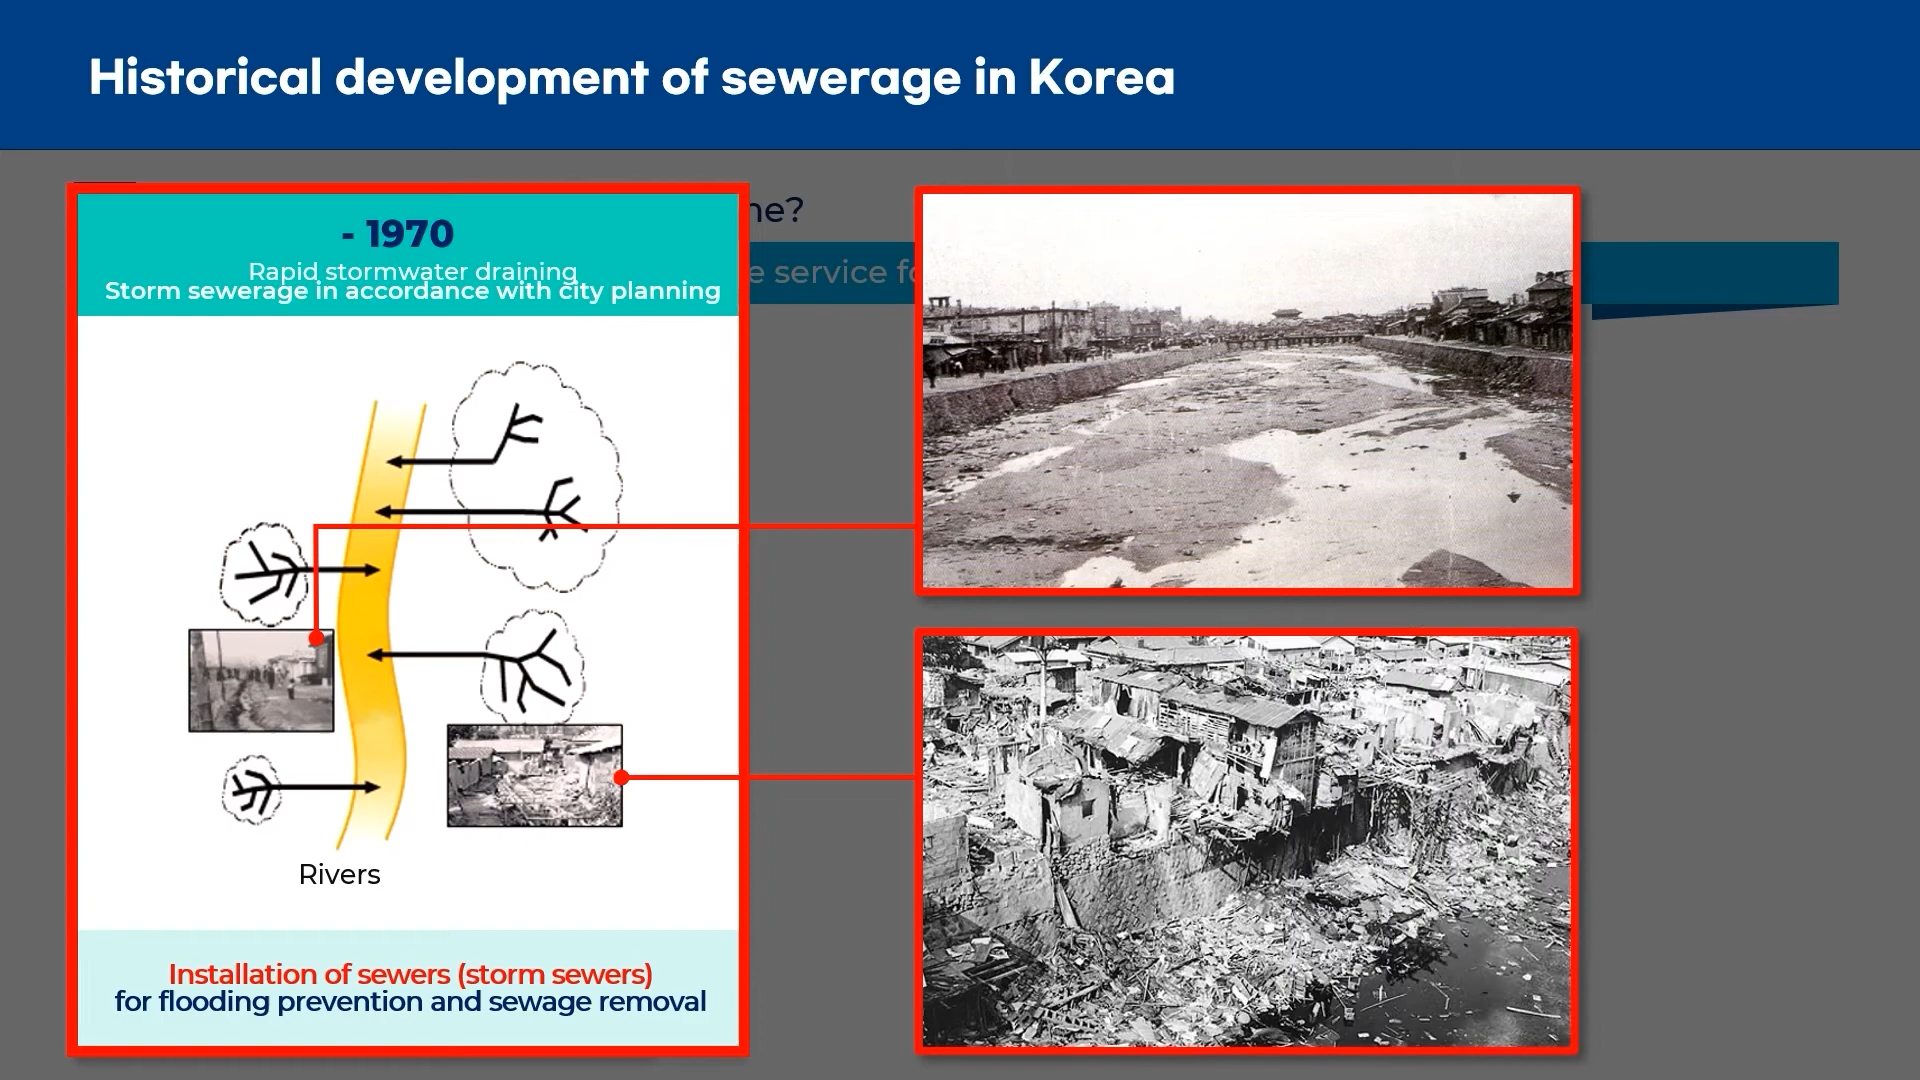 Historical development of sewerage in Korea
ne?
e service fo
- 1970
Rapid stormwater draining
Storm sewerage in accordance with city planning
Rivers
Installation of sewers (storm sewers)
for flooding prevention and sewage removal